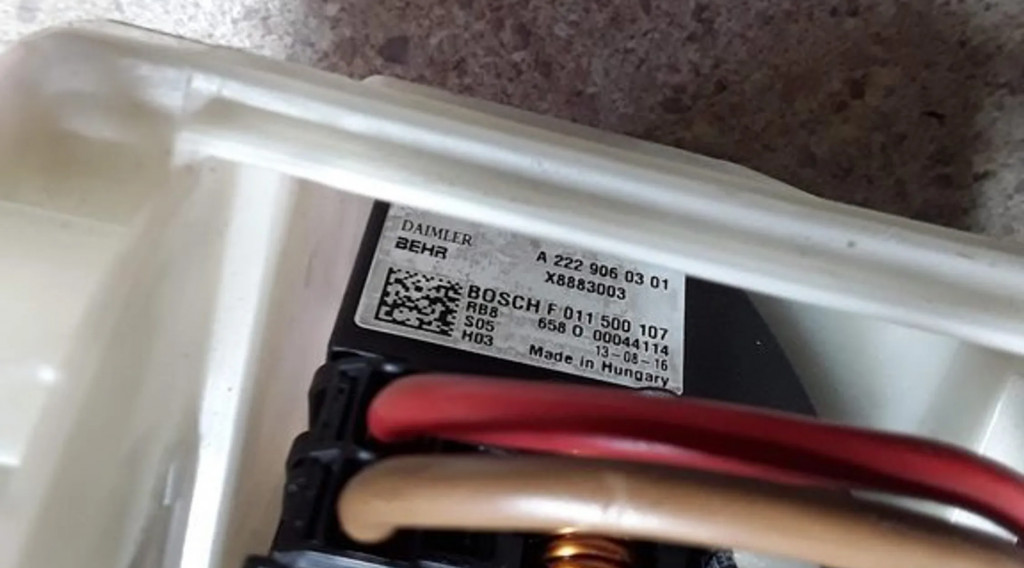 DAIMLER
BEHR
A 222 906 03 01
X8883003
BOSCH F 011 500 107
RB8 658 0 00044114
S05 13-08-16
H03 Made in Hungary